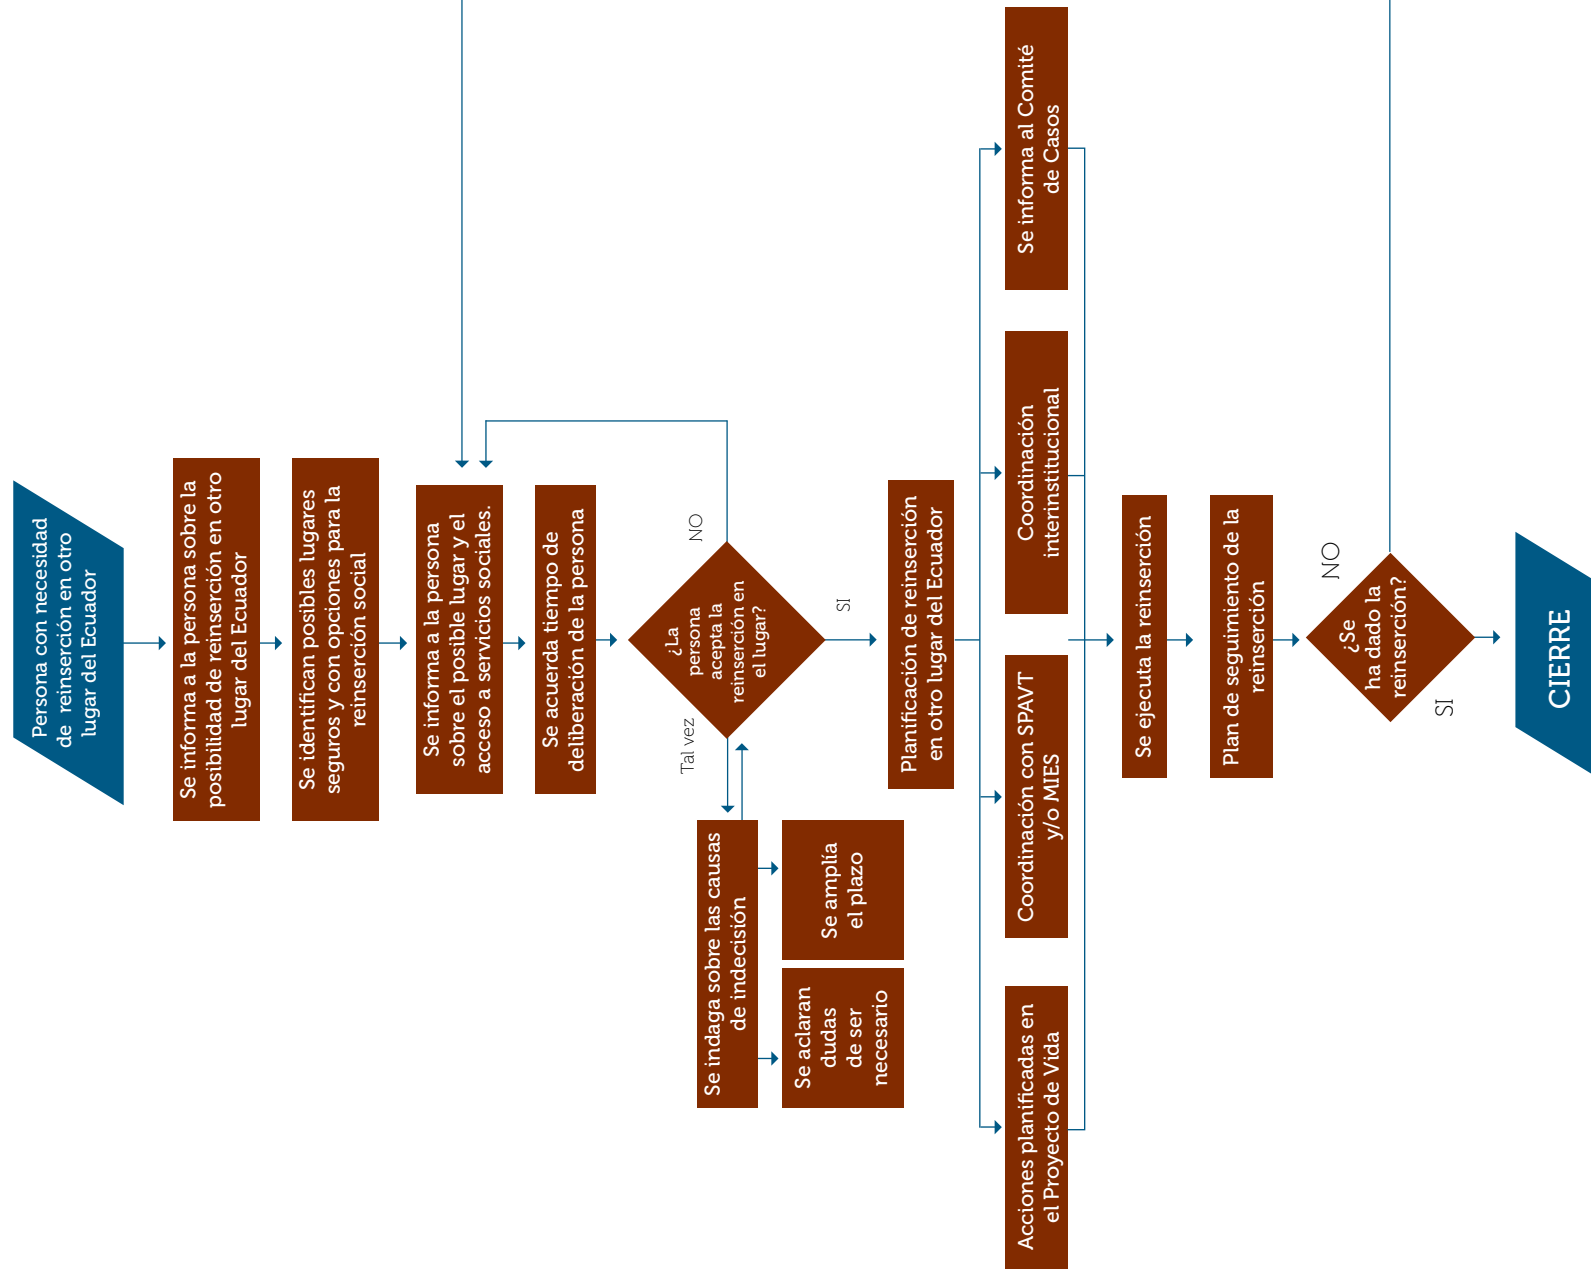 Persona con necesidad
de reinserción en otro
lugar del Ecuador
Se informa a la persona sobre la
posibilidad de reinserción en otro
lugar del Ecuador
Se identifican posibles lugares
seguros y con opciones para la
reinserción social
Se informa a la persona
sobre el posible lugar y el
acceso a servicios sociales.
Se acuerda tiempo de
deliberación de la persona
¿La
persona
acepta la
reinserción en
el lugar?
NO
Tal vez
SI
Se indaga sobre las causas
de indecisión
Se aclaran
dudas
de ser
necesario
Se amplía
el plazo
Planificación de reinserción
en otro lugar del Ecuador
Acciones planificadas en
el Proyecto de Vida
Coordinación con SPAVT
y/o MIES
Coordinación
interinstitucional
Se informa al Comité
de Casos
Se ejecuta la reinserción
Plan de seguimiento de la
reinserción
¿Se
ha dado la
reinserción?
NO
SI
CIERRE